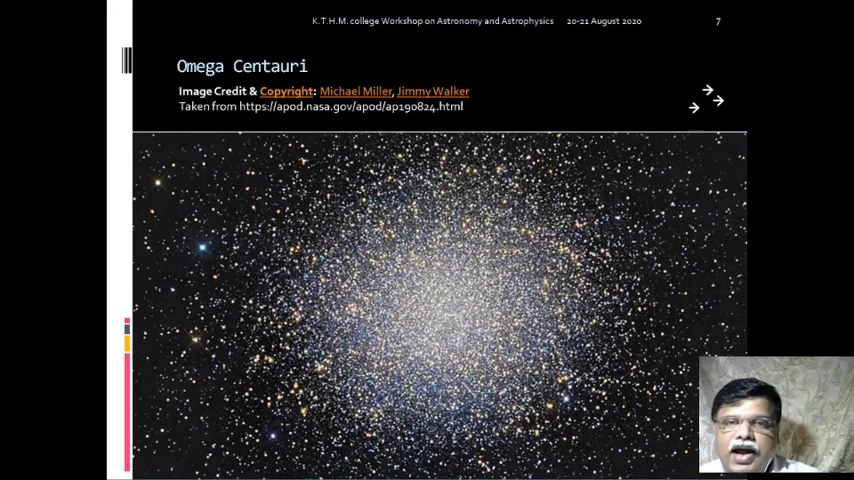 K.T.H.M. college Workshop on Astronomy and Astrophysics 20-21 August 2020 7
Omega Centauri
Image Credit & Copyright: Michael Miller, Jimmy Walker
Taken from https://apod.nasa.gov/apod/ap190824.html